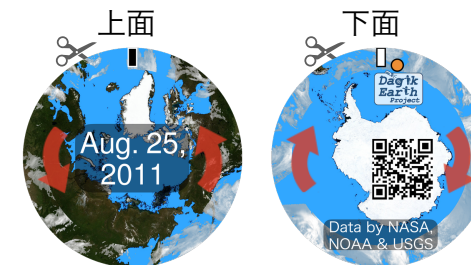 上面
下面
Aug. 25,
2011
Dagik
Earth
Project
Data by NASA,
NOAA & USGS